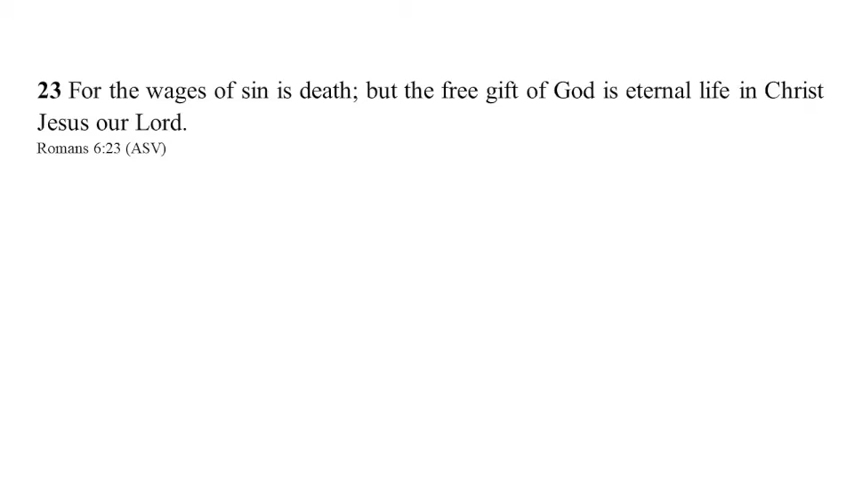 23 For the wages of sin is death; but the free gift of God is eternal life in Christ
Jesus our Lord.
Romans 6:23 (ASV)